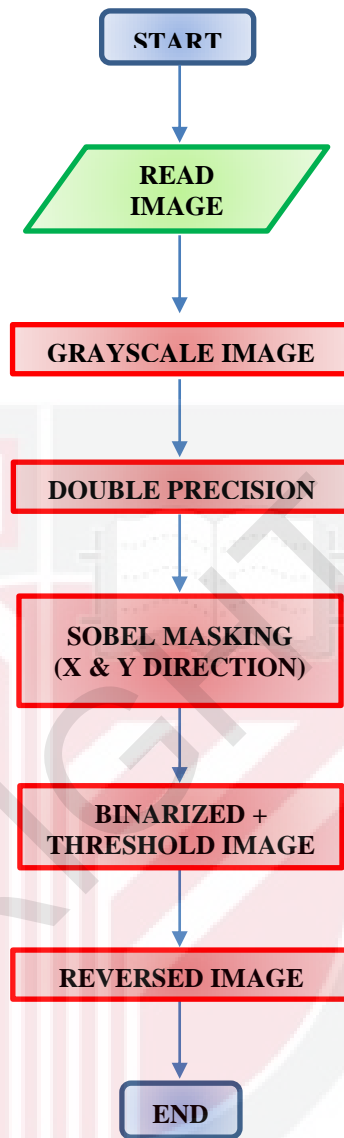 START
READ
IMAGE
GRAYSCALE IMAGE
DOUBLE PRECISION
SOBEL MASKING
(X & Y DIRECTION)
BINARIZED +
THRESHOLD IMAGE
REVERSED IMAGE
END